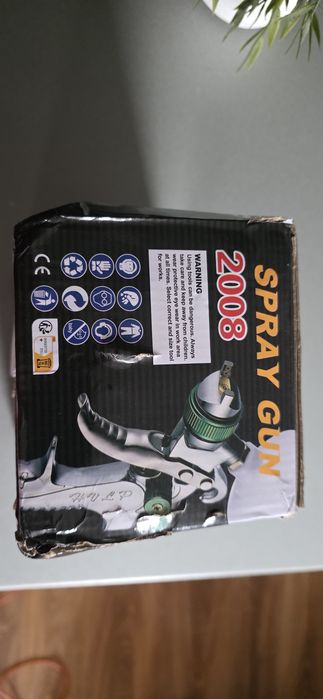 SPRAY GUN
2008
WARNING
Using tools can be dangerous. Always
take care and keep away from children.
wear protective eye wear in work area
at all times. Select correct and size tool
for works.
CE